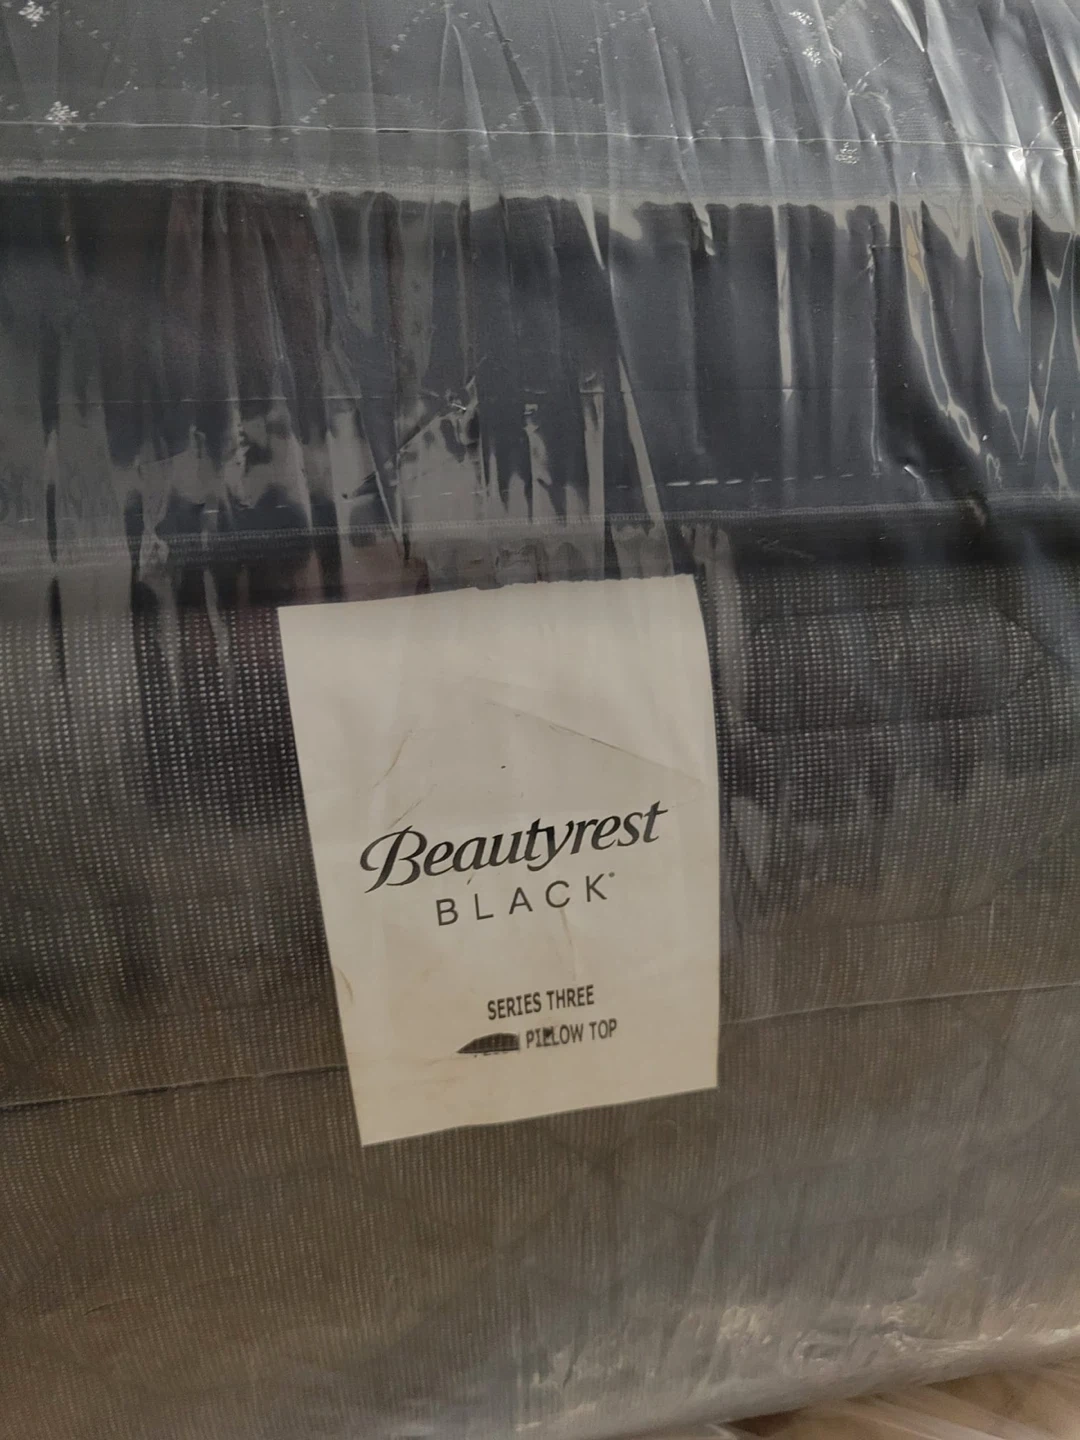 Beautyrest
BLACK®
SERIES THREE
PILLOW TOP